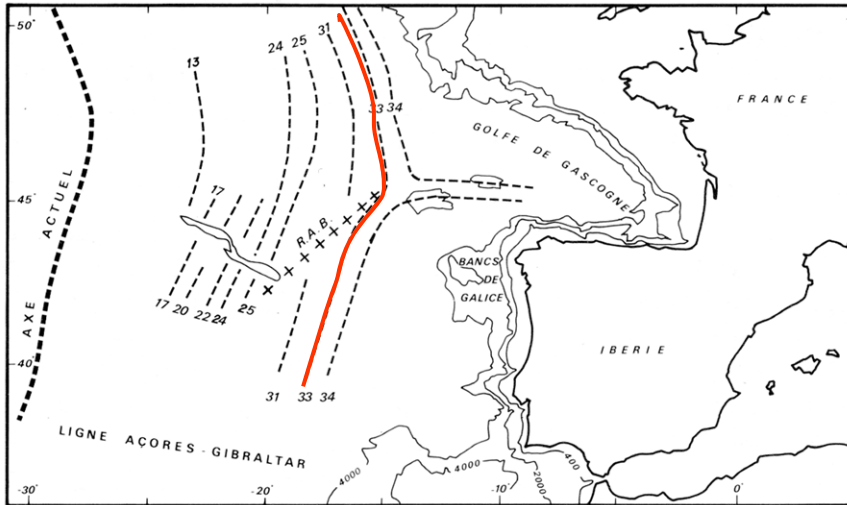 50°
45°
40°
-30°
-20°
-10°
0°
AXE ACTUEL
13
24
25
31
33 34
17
R.A.B.
17 20 22 24 25
31 33 34
GOLFE DE GASCOGNE
FRANCE
BANCS
DE
GALICE
IBERIE
LIGNE AÇORES-GIBRALTAR
4000
4000
2000
400